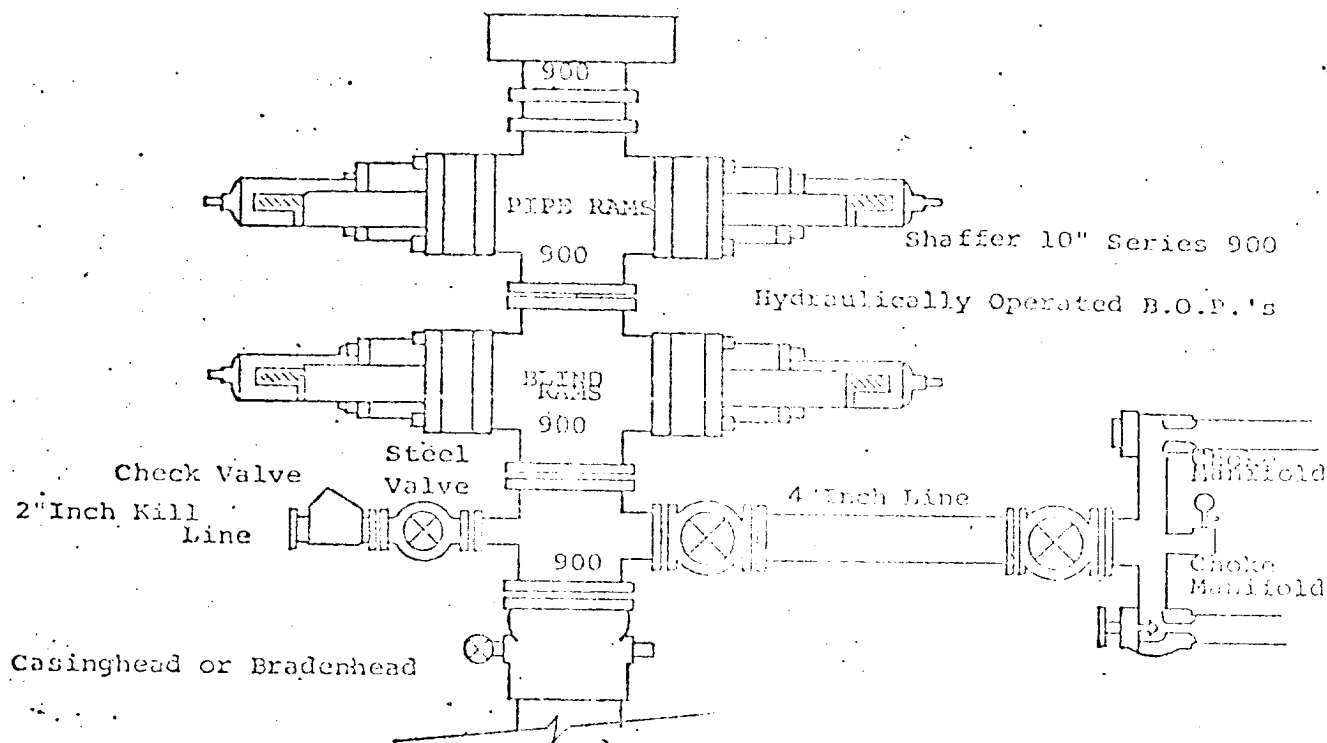 900
PIPE RAMS
900
Shaffer 10" Series 900
Hydraulically Operated B.O.P.'s
BLIND
RAMS
900
Check Valve
Steel
Valve
2"Inch Kill
Line
4"Inch Line
Manifold
900
Choke
Manifold
Casinghead or Bradenhead